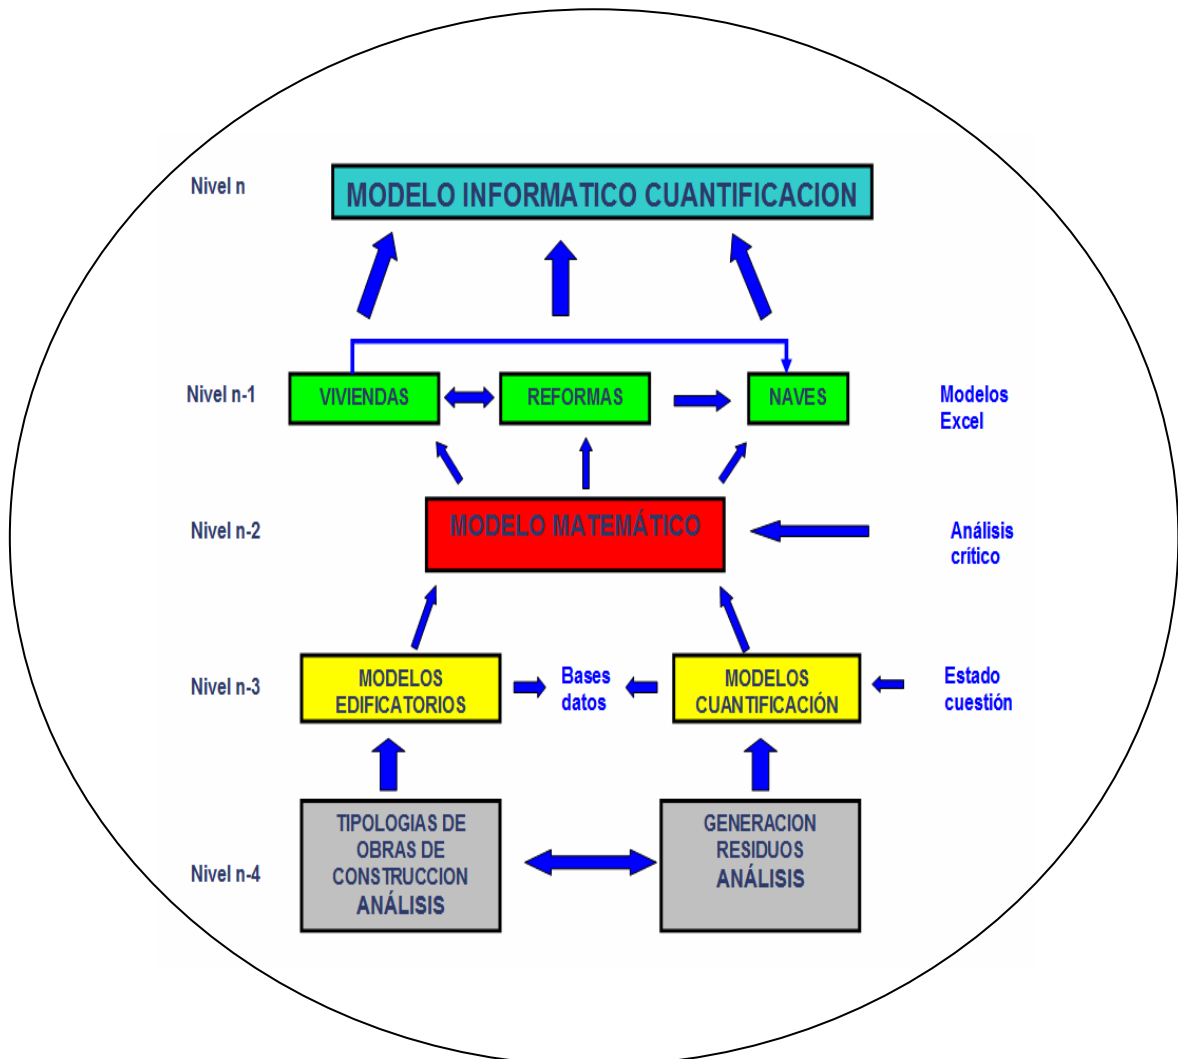 Nivel n
MODELO INFORMATICO CUANTIFICACION
Nivel n-1
VIVIENDAS
REFORMAS
NAVES
Modelos
Excel
Nivel n-2
MODELO MATEMÁTICO
Análisis
crítico
Nivel n-3
MODELOS
EDIFICATORIOS
Bases
datos
MODELOS
CUANTIFICACIÓN
Estado
cuestión
Nivel n-4
TIPOLOGIAS DE
OBRAS DE
CONSTRUCCION
ANÁLISIS
GENERACION
RESIDUOS
ANÁLISIS